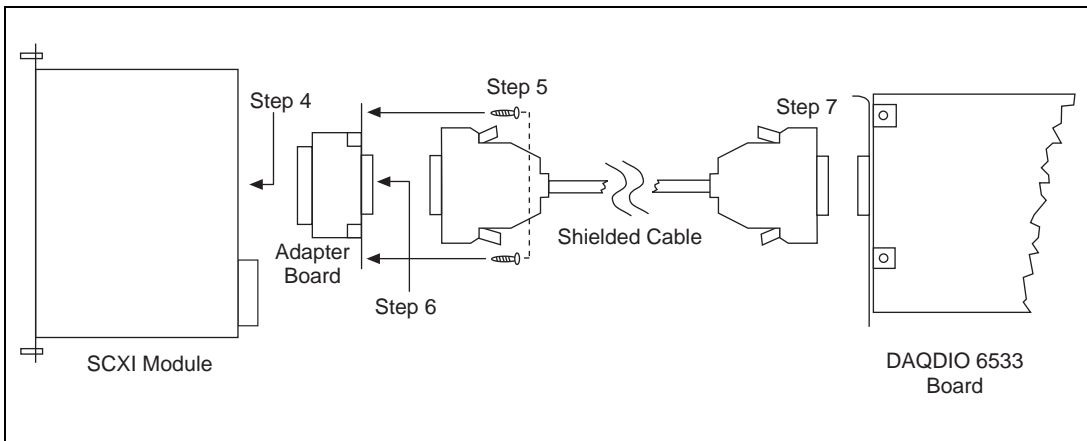 Step 4
Step 5
Step 7
Adapter
Board
Shielded Cable
Step 6
SCXI Module
DAQDIO 6533
Board